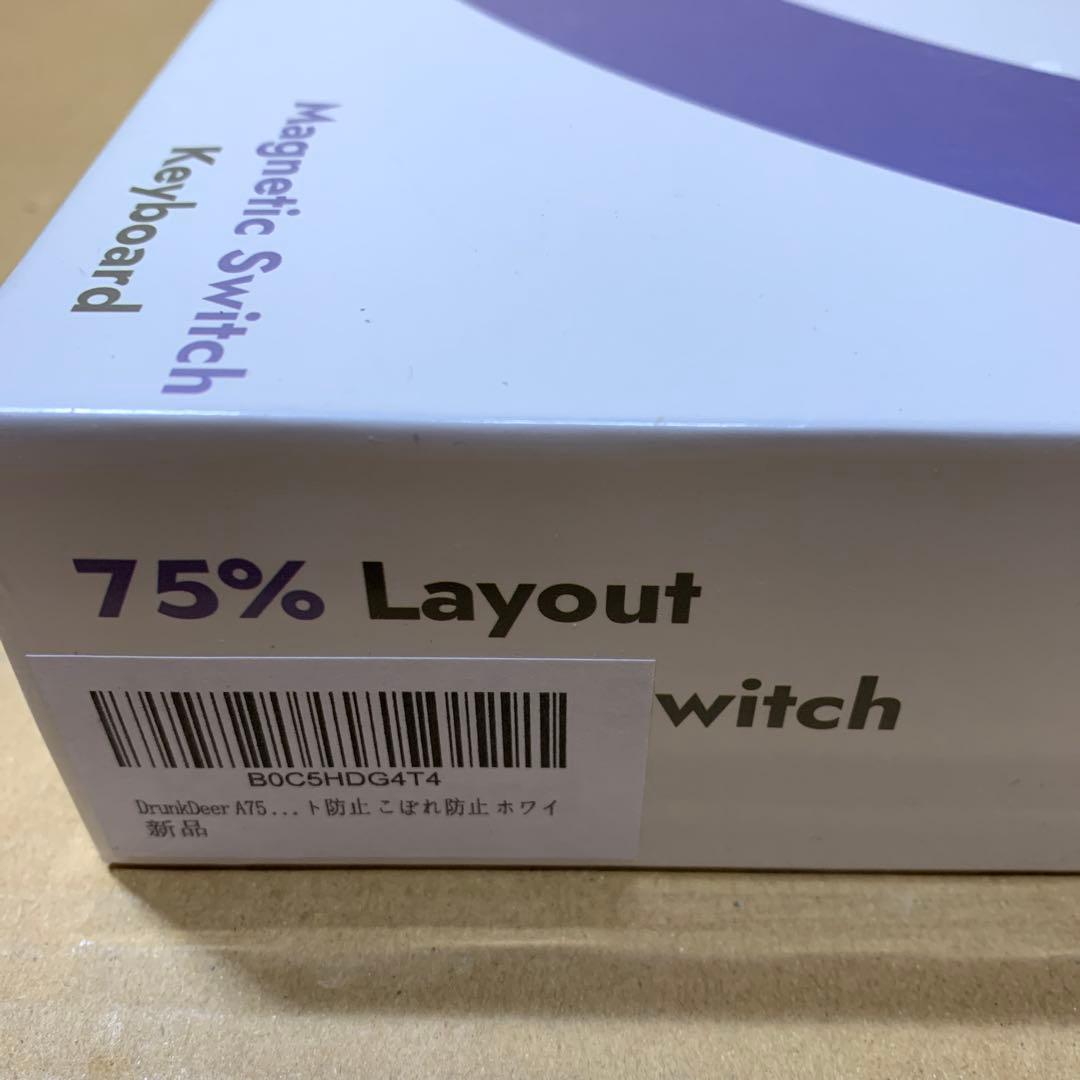 Magnetic Switch
Keyboard
75% Layout
witch
B0C5HDG4T4
DrunkDeer A75...ト防止 こぼれ防止 ホワイ
新品